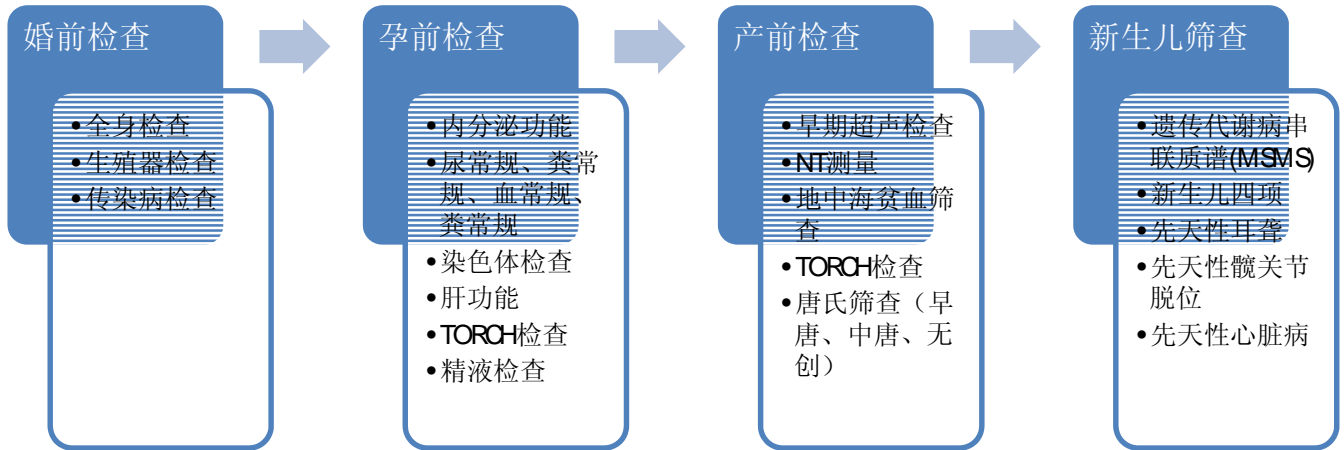 婚前检查
•全身检查
•生殖器检查
•传染病检查
孕前检查
•内分泌功能
•尿常规、粪常
规、血常规、
粪常规
•染色体检查
•肝功能
•TORCH检查
•精液检查
产前检查
•早期超声检查
•NT测量
•地中海贫血筛
查
•TORCH检查
•唐氏筛查（早
唐、中唐、无
创）
新生儿筛查
•遗传代谢病串
联质谱(MSMS)
•新生儿四项
•先天性耳聋
•先天性髋关节
脱位
•先天性心脏病